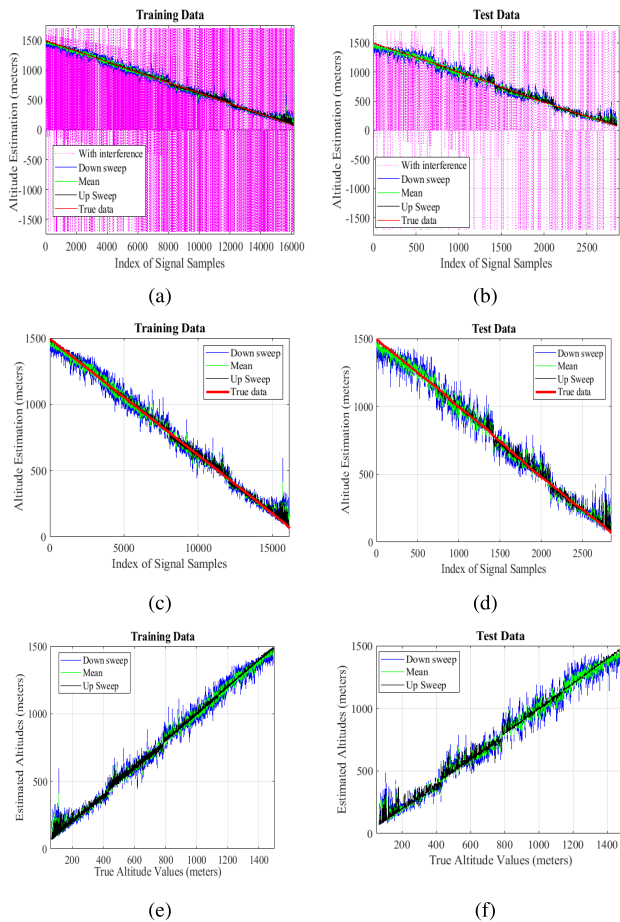 Training Data
Altitude Estimation (meters)
1500
1000
500
0
-500
-1000
-1500
With interference
Down sweep
Mean
Up Sweep
True data
0 2000 4000 6000 8000 10000 12000 14000 16000
Index of Signal Samples
(a)
Test Data
Altitude Estimation (meters)
1500
1000
500
0
-500
-1000
-1500
With interference
Down sweep
Mean
Up Sweep
True data
0 500 1000 1500 2000 2500
Index of Signal Samples
(b)
Training Data
Altitude Estimation (meters)
1500
1000
500
0
Down sweep
Mean
Up Sweep
True data
0 5000 10000 15000
Index of Signal Samples
(c)
Test Data
Altitude Estimation (meters)
1500
1000
500
0
Down sweep
Mean
Up Sweep
True data
0 500 1000 1500 2000 2500
Index of Signal Samples
(d)
Training Data
Estimated Altitudes (meters)
1500
1000
500
0
Down sweep
Mean
Up Sweep
200 400 600 800 1000 1200 1400
True Altitude Values (meters)
(e)
Test Data
Estimated Altitudes (meters)
1500
1000
500
0
Down sweep
Mean
Up Sweep
200 400 600 800 1000 1200 1400
True Altitude Values (meters)
(f)